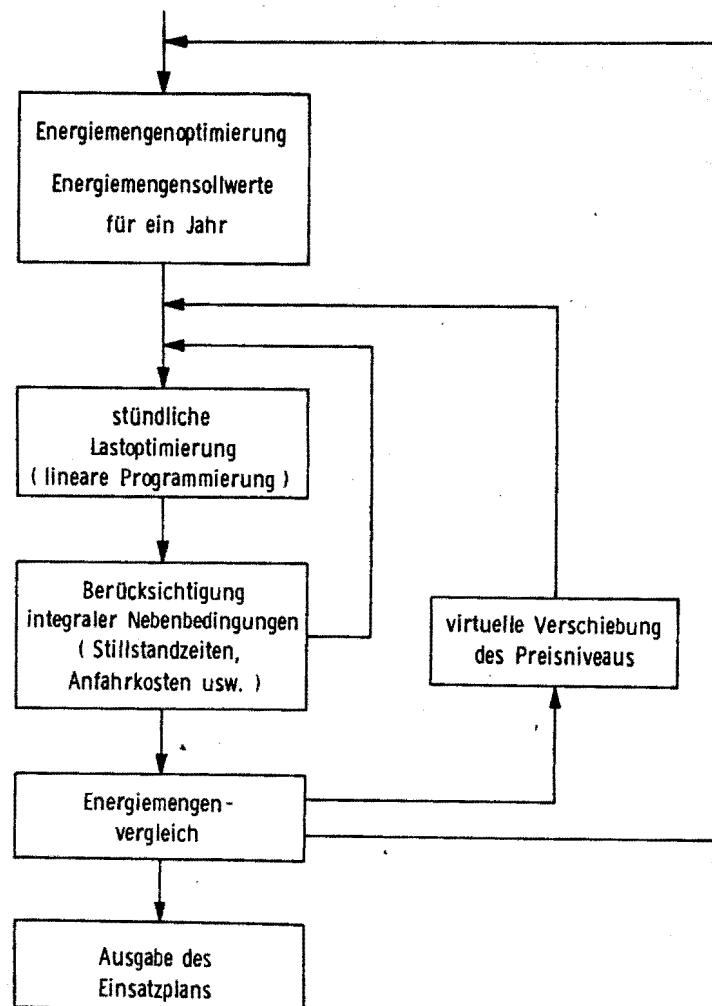 Energiemengenoptimierung
Energiemengensollwerte
für ein Jahr
stündliche
Lastoptimierung
( lineare Programmierung )
Berücksichtigung
integraler Nebenbedingungen
( Stillstandzeiten,
Anfahrkosten usw. )
virtuelle Verschiebung
des Preisniveaus
Energiemengen-
vergleich
Ausgabe des
Einsatzplans